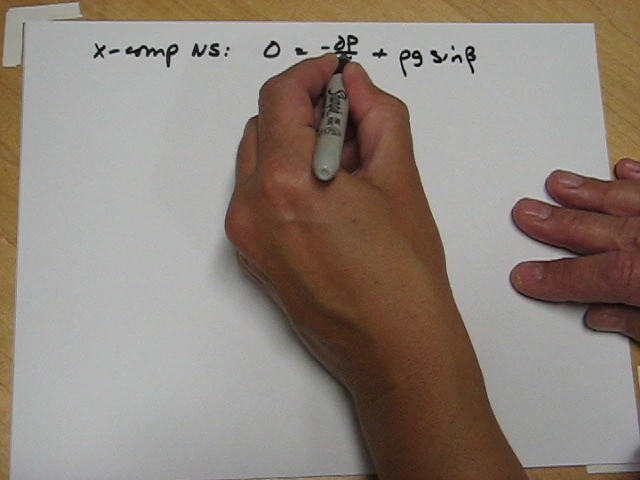 x-comp NS: 0 = -∂P/∂ + ρg sinβ